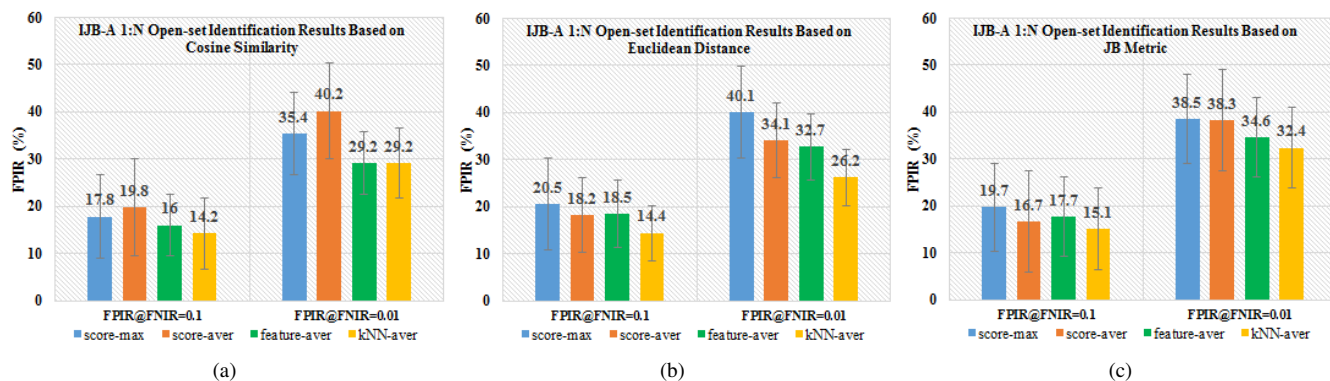 IJB-A 1:N Open-set Identification Results Based on
Cosine Similarity
FPIR (%)
60
50
40
30
20
10
0
17.8
19.8
16
14.2
35.4
40.2
29.2
29.2
FPIR@FNIR=0.1
FPIR@FNIR=0.01
score-max score-aver feature-aver kNN-aver
(a)
IJB-A 1:N Open-set Identification Results Based on
Euclidean Distance
FPIR (%)
60
50
40
30
20
10
0
20.5
18.2
18.5
14.4
40.1
34.1
32.7
26.2
FPIR@FNIR=0.1
FPIR@FNIR=0.01
score-max score-aver feature-aver kNN-aver
(b)
IJB-A 1:N Open-set Identification Results Based on
JB Metric
FPIR (%)
60
50
40
30
20
10
0
19.7
16.7
17.7
15.1
38.5
38.3
34.6
32.4
FPIR@FNIR=0.1
FPIR@FNIR=0.01
score-max score-aver feature-aver kNN-aver
(c)